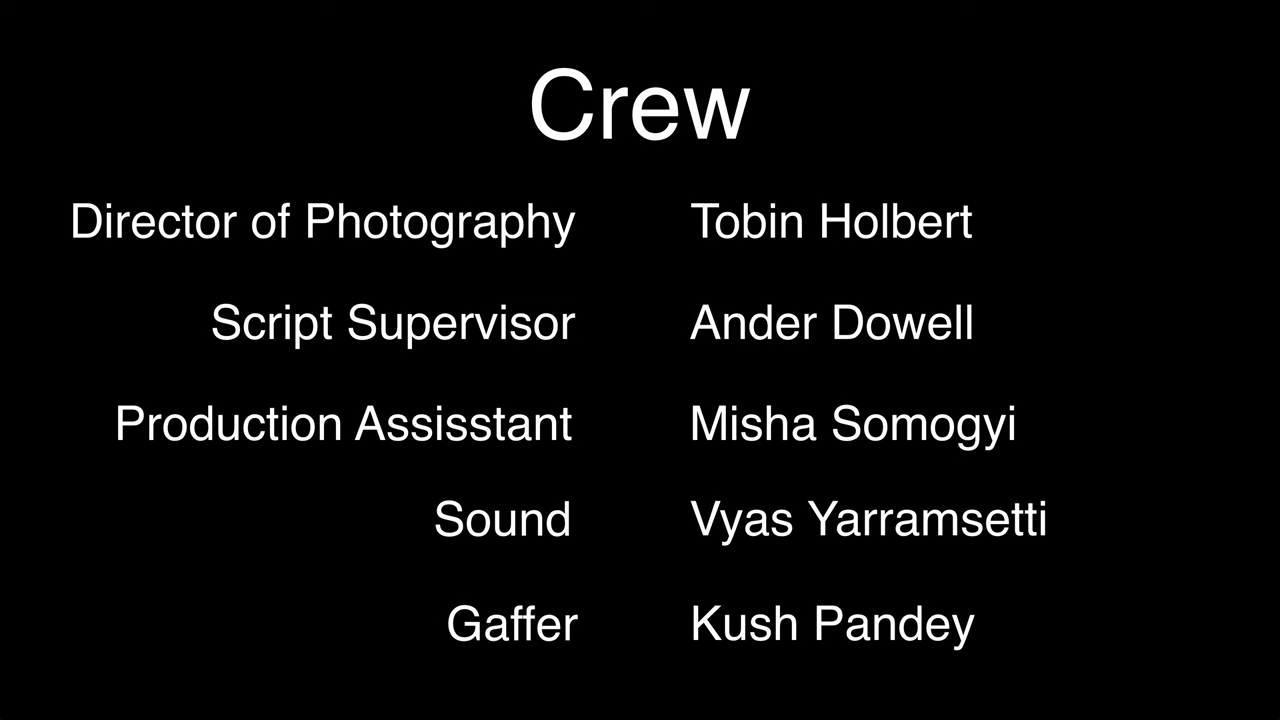 Crew
Director of Photography Tobin Holbert
Script Supervisor Ander Dowell
Production Assisstant Misha Somogyi
Sound Vyas Yarramsetti
Gaffer Kush Pandey